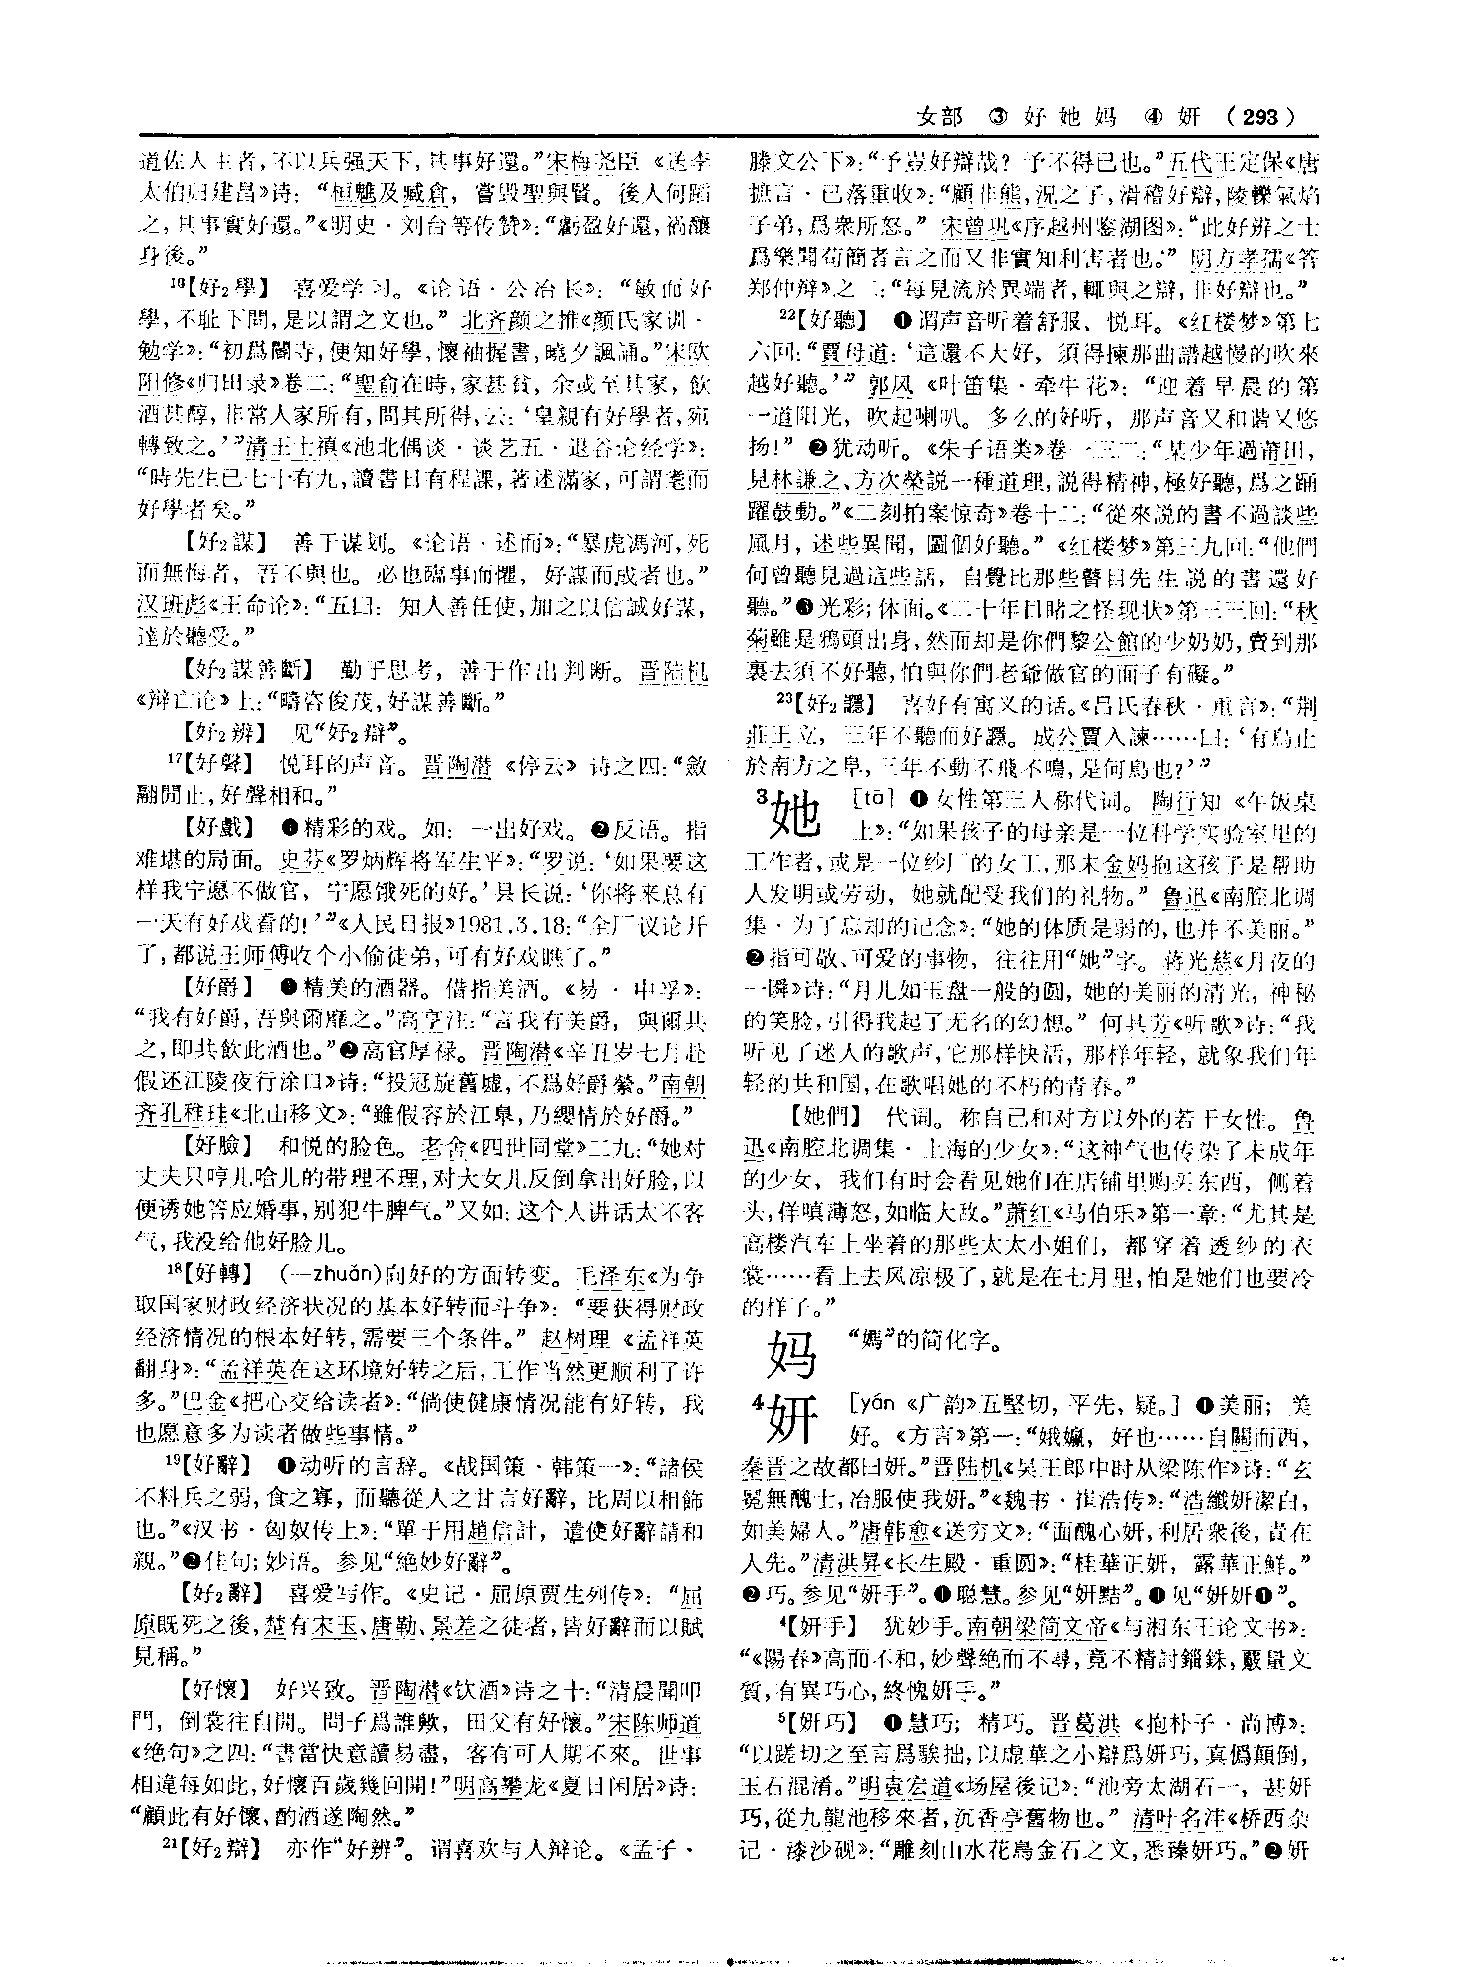 女部 ③ 好她妈 ④ 妍 （293）
道佐人主者，不以兵强天下，其事好還。”宋梅尧臣《送李
太伯归建昌》诗：“桓魋及臧倉，嘗毁聖與賢。後人何蹈
之，其事實好還。”《明史·刘台等传赞》：“虧盈好還，禍釀
身後。”
16【好₂學】 喜爱学习。《论语·公冶长》：“敏而好
學，不耻下問，是以謂之文也。”北齐颜之推《颜氏家训·
勉学》：“初爲閽寺，便知好學，懷袖握書，曉夕諷誦。”宋欧
阳修《归田录》卷二：“聖俞在時，家甚貧，余或至其家，飲
酒甚醇，非常人家所有，問其所得，云：‘皇親有好學者，宛
轉致之。’”清王士禛《池北偶谈·谈艺五·退谷论经学》：
“時先生已七十有九，讀書日有程課，著述滿家，可謂耄而
好學者矣。”
【好₂謀】 善于谋划。《论语·述而》：“暴虎馮河，死
而無悔者，吾不與也。必也臨事而懼，好謀而成者也。”
汉班彪《王命论》：“五曰：知人善任使，加之以信誠好謀，
達於聽受。”
【好₂謀善斷】 勤于思考，善于作出判断。晋陆机
《辩亡论》上：“疇咨俊茂，好謀善斷。”
【好₂辨】 见“好₂辯”。
17【好聲】 悦耳的声音。晋陶潜《停云》诗之四：“斂
翮閒止，好聲相和。”
【好戲】 ❶精彩的戏。如：一出好戏。❷反语。指
难堪的局面。史芬《罗炳辉将军生平》：“罗说：‘如果要这
样我宁愿不做官，宁愿饿死的好。’县长说：‘你将来总有
一天有好戏看的！’”《人民日报》1981.3.18：“全厂议论开
了，都说王师傅收个小偷徒弟，可有好戏瞧了。”
【好爵】 ❶精美的酒器。借指美酒。《易·中孚》：
“我有好爵，吾與爾靡之。”高亨注：“言我有美爵，與爾共
之，即共飲此酒也。”❷高官厚禄。晋陶潜《辛丑岁七月赴
假还江陵夜行涂口》诗：“投冠旋舊墟，不爲好爵縈。”南朝
齐孔稚珪《北山移文》：“雖假容於江皋，乃纓情於好爵。”
【好臉】 和悦的脸色。老舍《四世同堂》二九：“她对
丈夫只哼儿哈儿的带理不理，对大女儿反倒拿出好脸，以
便诱她答应婚事，别犯牛脾气。”又如：这个人讲话太不客
气，我没给他好脸儿。
18【好轉】 （—zhuǎn）向好的方面转变。毛泽东《为争
取国家财政经济状况的基本好转而斗争》：“要获得财政
经济情况的根本好转，需要三个条件。”赵树理《孟祥英
翻身》：“孟祥英在这环境好转之后，工作当然更顺利了许
多。”巴金《把心交给读者》：“倘使健康情况能有好转，我
也愿意多为读者做些事情。”
19【好辭】 ❶动听的言辞。《战国策·韩策一》：“諸侯
不料兵之弱，食之寡，而聽從人之甘言好辭，比周以相飾
也。”《汉书·匈奴传上》：“單于用趙信計，遣使好辭請和
親。”❷佳句；妙语。参见“絶妙好辭”。
【好₂辭】 喜爱写作。《史记·屈原贾生列传》：“屈
原既死之後，楚有宋玉、唐勒、景差之徒者，皆好辭而以賦
見稱。”
【好懷】 好兴致。晋陶潜《饮酒》诗之十：“清晨聞叩
門，倒裳往自開。問子爲誰歟，田父有好懷。”宋陈师道
《绝句》之四：“書當快意讀易盡，客有可人期不來。世事
相違每如此，好懷百歲幾回開！”明高攀龙《夏日闲居》诗：
“顧此有好懷，酌酒遂陶然。”
21【好₂辯】 亦作“好辨”。谓喜欢与人辩论。《孟子·
滕文公下》：“予豈好辯哉？予不得已也。”五代王定保《唐
摭言·已落重收》：“顧非熊，況之子，滑稽好辯，陵轢氣焰
子弟，爲衆所怒。”宋曾巩《序越州鉴湖图》：“此好辨之士
爲樂聞苟簡者言之而又非實知利害者也。”明方孝孺《答
郑仲辩》之二：“每見流於異端者，輒與之辯，非好辯也。”
22【好聽】 ❶谓声音听着舒服、悦耳。《红楼梦》第七
六回：“賈母道：‘這還不大好，須得揀那曲譜越慢的吹來
越好聽。’”郭风《叶笛集·牵牛花》：“迎着早晨的第
一道阳光，吹起喇叭。多么的好听，那声音又和谐又悠
扬！”❷犹动听。《朱子语类》卷一三二：“某少年過莆田，
見林謙之、方次榮説一種道理，説得精神，極好聽，爲之踊
躍鼓動。”《二刻拍案惊奇》卷十二：“從來説的書不過談些
風月，述些異聞，圖個好聽。”《红楼梦》第三九回：“他們
何曾聽見過這些話，自覺比那些瞽目先生説的書還好
聽。”❸光彩；体面。《二十年目睹之怪现状》第三三回：“秋
菊雖是鴉頭出身，然而却是你們黎公館的少奶奶，賣到那
裏去須不好聽，怕與你們老爺做官的面子有礙。”
23【好₂讔】 喜好有寓义的话。《吕氏春秋·重言》：“荆
莊王立，三年不聽而好讔。成公賈入諫……曰：‘有鳥止
於南方之阜，三年不動不飛不鳴，是何鳥也？’”
3她 ［tā］ ❶女性第三人称代词。陶行知《午饭桌
上》：“如果孩子的母亲是一位科学实验室里的
工作者，或是一位纱厂的女工，那末金妈抱这孩子是帮助
人发明或劳动，她就配受我们的礼物。”鲁迅《南腔北调
集·为了忘却的记念》：“她的体质是弱的，也并不美丽。”
❷指可敬、可爱的事物，往往用“她”字。蒋光慈《月夜的
一瞬》诗：“月儿如玉盘一般的圆，她的美丽的清光，神秘
的笑脸，引得我起了无名的幻想。”何其芳《听歌》诗：“我
听见了迷人的歌声，它那样快活，那样年轻，就象我们年
轻的共和国，在歌唱她的不朽的青春。”
【她們】 代词。称自己和对方以外的若干女性。鲁
迅《南腔北调集·上海的少女》：“这神气也传染了未成年
的少女，我们有时会看见她们在店铺里购买东西，侧着
头，佯嗔薄怒，如临大敌。”萧红《马伯乐》第一章：“尤其是
高楼汽车上坐着的那些太太小姐们，都穿着透纱的衣
裳……看上去风凉极了，就是在七月里，怕是她们也要冷
的样子。”
妈 “媽”的简化字。
4妍 ［yán《广韵》五堅切，平先，疑。］ ❶美丽；美
好。《方言》第一：“娥㜲，好也……自關而西，
秦晋之故都曰妍。”晋陆机《吴王郎中时从梁陈作》诗：“玄
冕無醜士，冶服使我妍。”《魏书·崔浩传》：“浩纖妍潔白，
如美婦人。”唐韩愈《送穷文》：“面醜心妍，利居衆後，責在
人先。”清洪昇《长生殿·重圆》：“桂華正妍，露華正鮮。”
❷巧。参见“妍手”。❸聪慧。参见“妍黠”。❹见“妍妍❶”。
4【妍手】 犹妙手。南朝梁简文帝《与湘东王论文书》：
“《陽春》高而不和，妙聲絶而不尋，竟不精討錙銖，覈量文
質，有異巧心，終愧妍手。”
5【妍巧】 ❶慧巧；精巧。晋葛洪《抱朴子·尚博》：
“以蹉切之至言爲騃拙，以虚華之小辯爲妍巧，真僞顛倒，
玉石混淆。”明袁宏道《场屋後记》：“池旁太湖石一，甚妍
巧，從九龍池移來者，沉香亭舊物也。”清叶名沣《桥西杂
记·漆沙砚》：“雕刻山水花鳥金石之文，悉臻妍巧。”❷妍